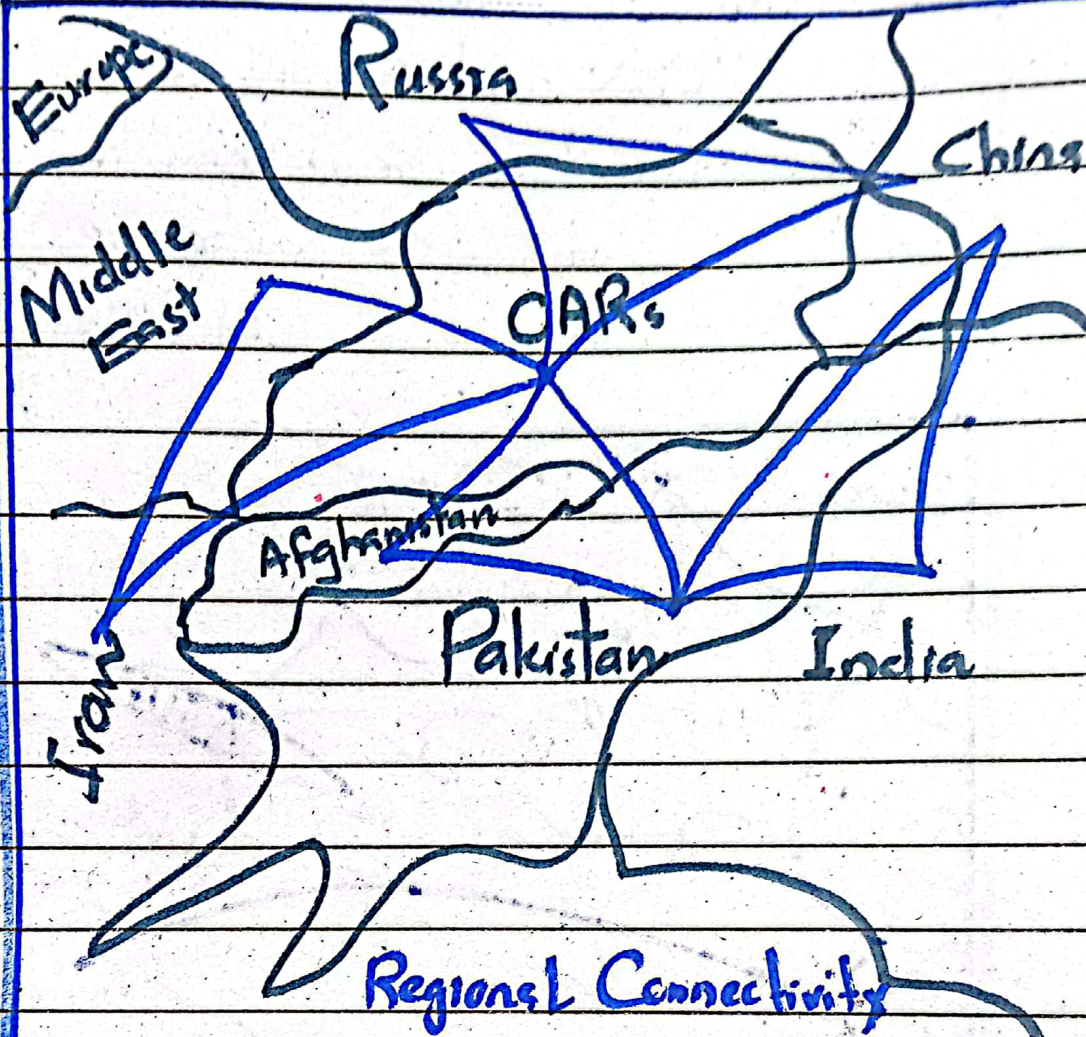 Europe
Russia
China
Middle
East
CARs
Afghanistan
Pakistan
India
Iran
Regional Connectivity